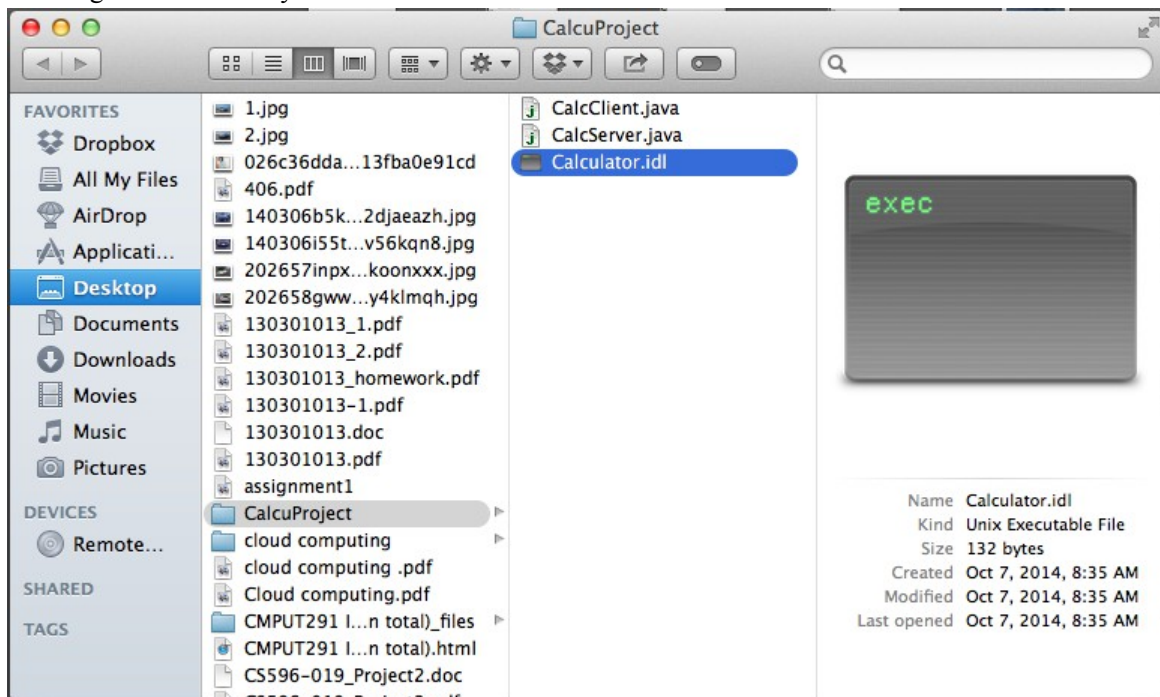 CalcuProject
FAVORITES
Dropbox
All My Files
AirDrop
Applicati...
Desktop
Documents
Downloads
Movies
Music
Pictures
DEVICES
Remote...
SHARED
TAGS
1.jpg
2.jpg
026c36dda...13fba0e91cd
406.pdf
140306b5k...2djaeazh.jpg
140306i55t...v56kqn8.jpg
202657inpx...koonxxx.jpg
202658gww...y4klmqh.jpg
130301013_1.pdf
130301013_2.pdf
130301013_homework.pdf
130301013-1.pdf
130301013.doc
130301013.pdf
assignment1
CalcuProject
cloud computing
cloud computing .pdf
Cloud computing.pdf
CMPUT291 I...n total)_files
CMPUT291 I...n total).html
CS596-019_Project2.doc
CalcClient.java
CalcServer.java
Calculator.idl
exec
Name Calculator.idl
Kind Unix Executable File
Size 132 bytes
Created Oct 7, 2014, 8:35 AM
Modified Oct 7, 2014, 8:35 AM
Last opened Oct 7, 2014, 8:35 AM